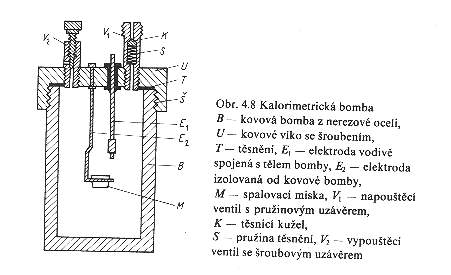 V₂
V₁
K
S
U
T
Š
E₁
E₂
B
M
Obr. 4.8 Kalorimetrická bomba
B — kovová bomba z nerezové oceli,
U — kovové víko se šroubením,
T — těsnění, E₁ — elektroda vodivě
spojená s tělem bomby, E₂ — elektroda
izolovaná od kovové bomby,
M — spalovací miska, V₁ — napouštěcí
ventil s pružinovým uzávěrem,
K — těsnící kužel,
S — pružina těsnění, V₂ — vypouštěcí
ventil se šroubovým uzávěrem